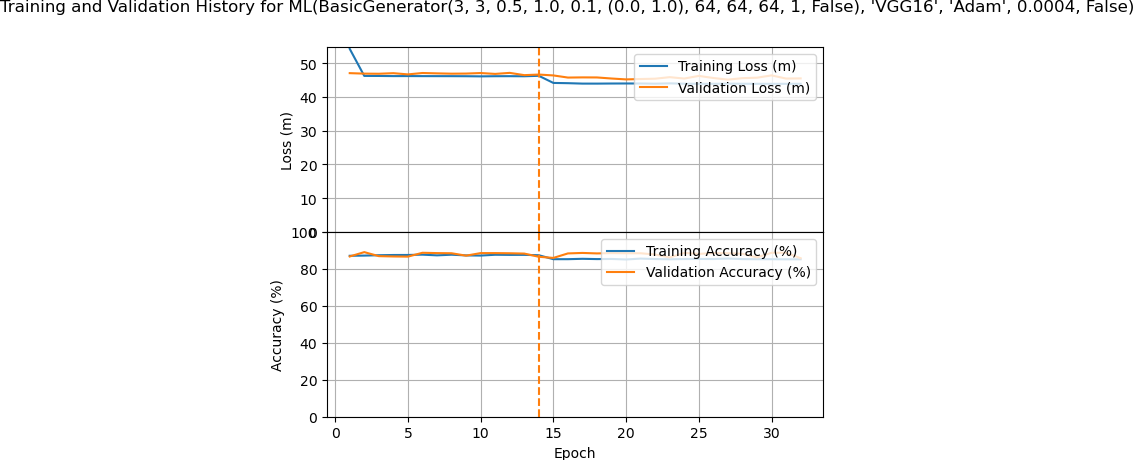 Training and Validation History for ML(BasicGenerator(3, 3, 0.5, 1.0, 0.1, (0.0, 1.0), 64, 64, 64, 1, False), 'VGG16', 'Adam', 0.0004, False)
Loss (m)
50
40
30
20
10
0
Training Loss (m)
Validation Loss (m)
Accuracy (%)
100
80
60
40
20
0
Training Accuracy (%)
Validation Accuracy (%)
0 5 10 15 20 25 30
Epoch